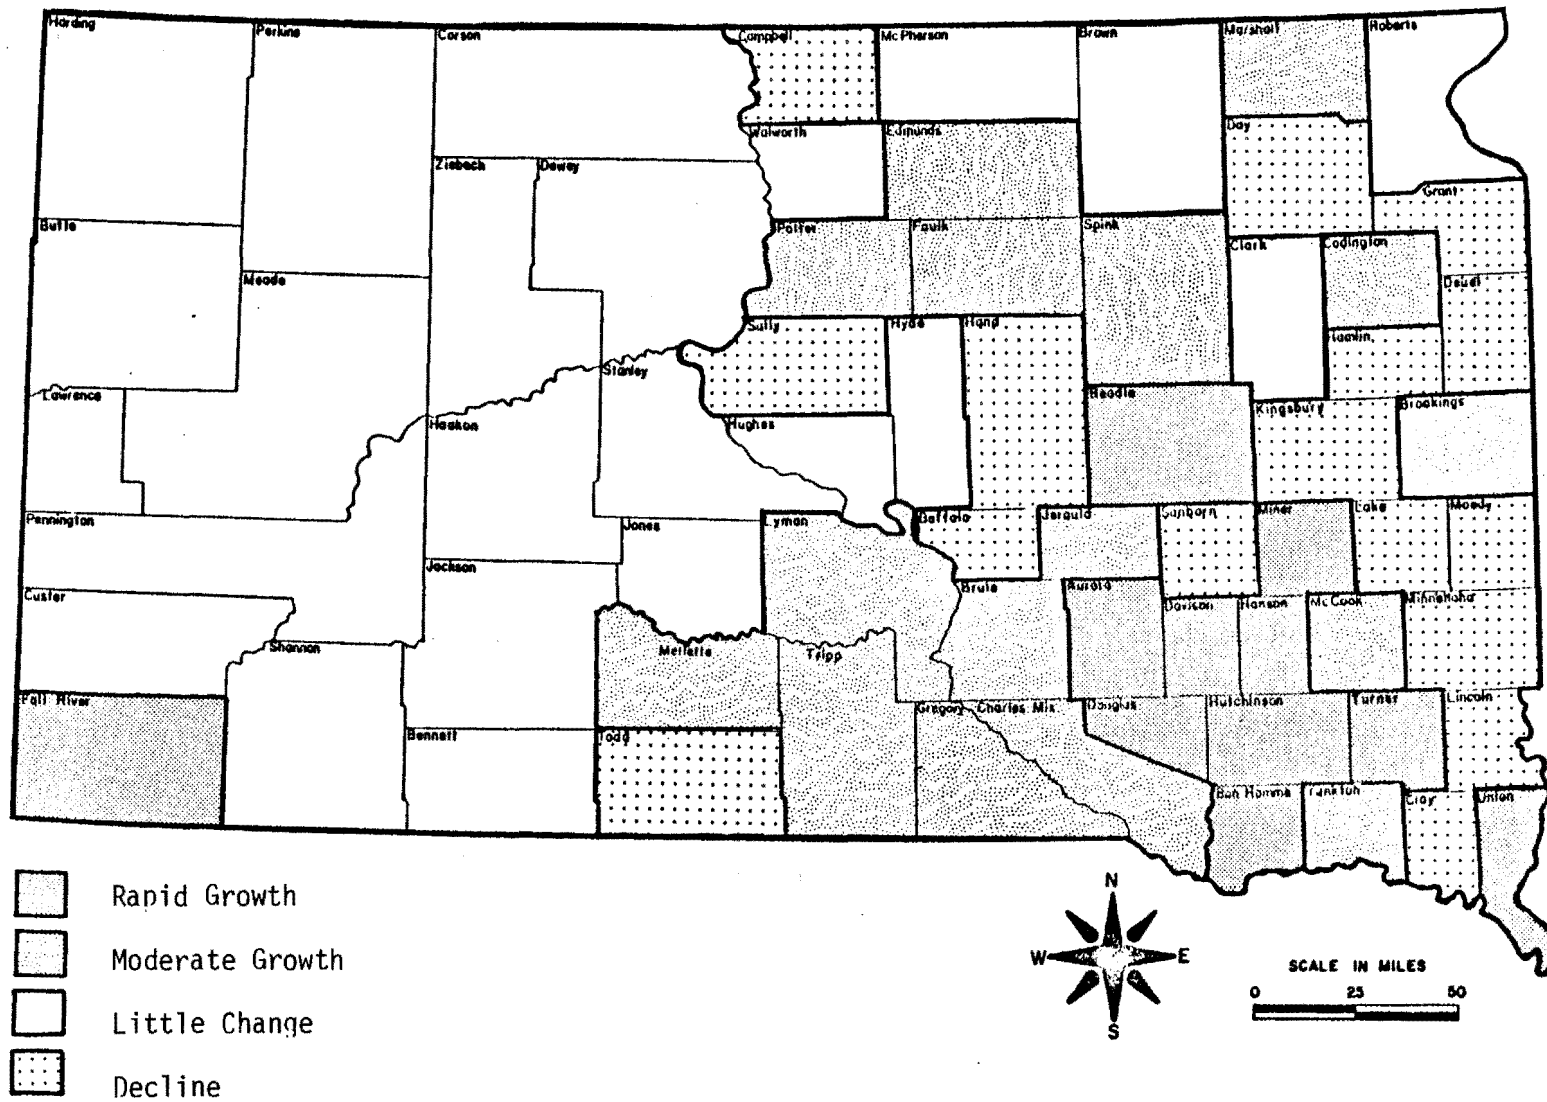 Harding
Perkins
Corson
Campbell
McPherson
Brown
Marshall
Roberts
Walworth
Edmunds
Day
Ziebach
Dewey
Grant
Butte
Potter
Faulk
Spink
Clark
Codington
Meade
Deuel
Sully
Hyde
Hand
Hamlin
Stanley
Lawrence
Beadle
Kingsbury
Brookings
Haakon
Hughes
Pennington
Jones
Lyman
Buffalo
Jerauld
Sanborn
Miner
Lake
Moody
Jackson
Custer
Brule
Aurora
Davison
Hanson
McCook
Minnehaha
Shannon
Mellette
Tripp
Fall River
Gregory
Charles Mix
Douglas
Hutchinson
Turner
Lincoln
Bennett
Todd
Bon Homme
Yankton
Clay
Union
Rapid Growth
Moderate Growth
Little Change
Decline
N
W
E
S
SCALE IN MILES
0 25 50